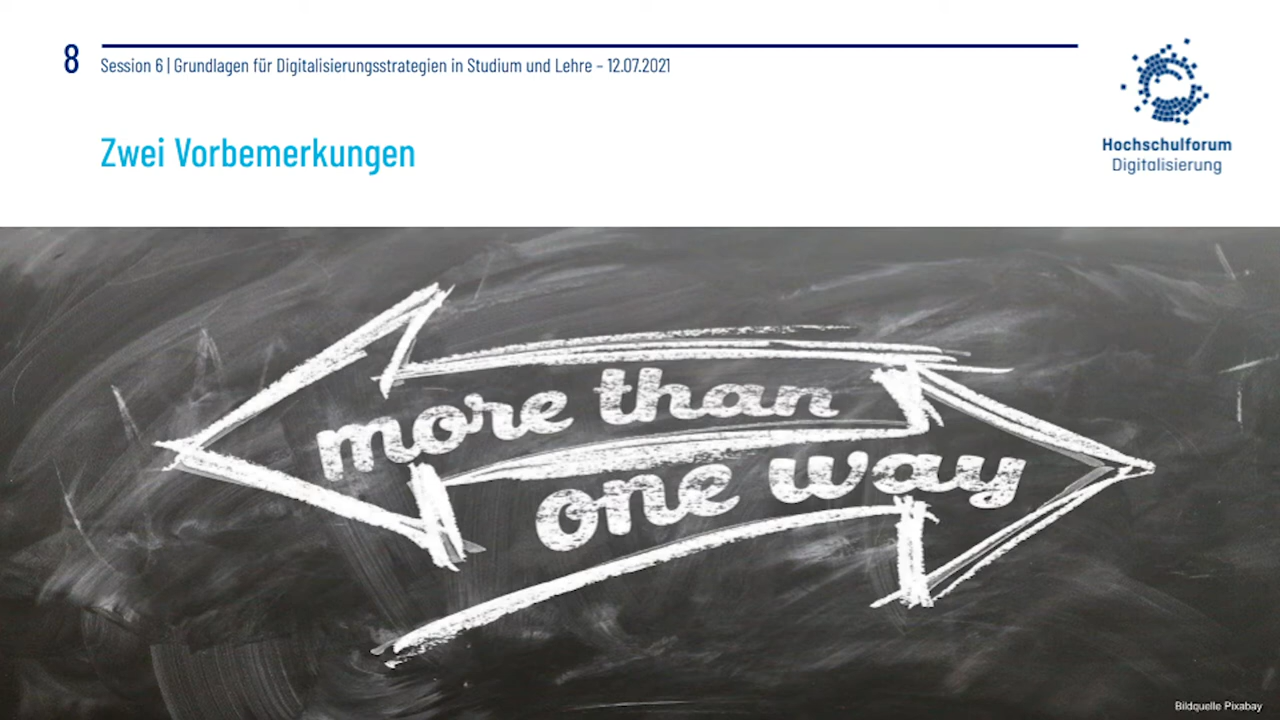 8
Session 6 | Grundlagen für Digitalisierungsstrategien in Studium und Lehre – 12.07.2021
Hochschulforum
Digitalisierung
Zwei Vorbemerkungen
more than
one way
Bildquelle Pixabay